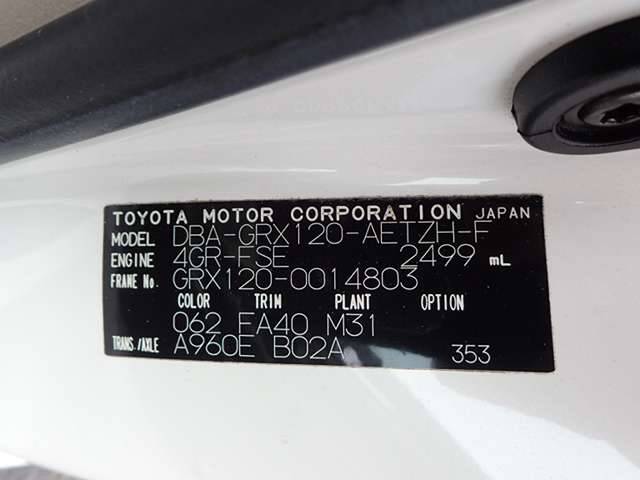 TOYOTA MOTOR CORPORATION JAPAN
MODEL DBA-GRX120-AETZH-F
ENGINE 4GR-FSE 2499 mL
FRAME No. GRX120-0014803
COLOR TRIM PLANT OPTION
062 FA40 M31
TRANS./AXLE A960E B02A 353